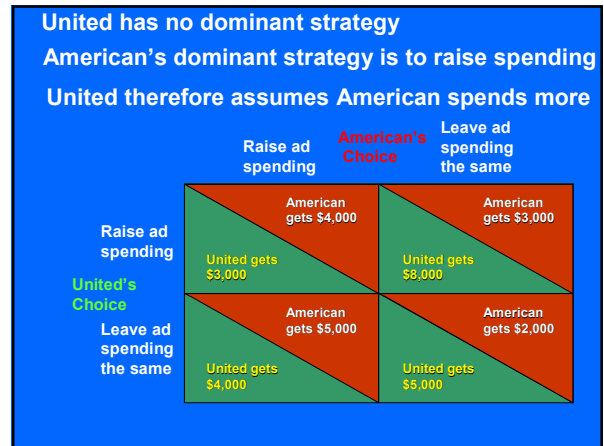 United has no dominant strategy
American's dominant strategy is to raise spending
United therefore assumes American spends more
Raise ad
spending
American's
Choice
Leave ad
spending
the same
Raise ad
spending
American
gets $4,000
United gets
$3,000
American
gets $3,000
United gets
$8,000
United's
Choice
Leave ad
spending
the same
American
gets $5,000
United gets
$4,000
American
gets $2,000
United gets
$5,000